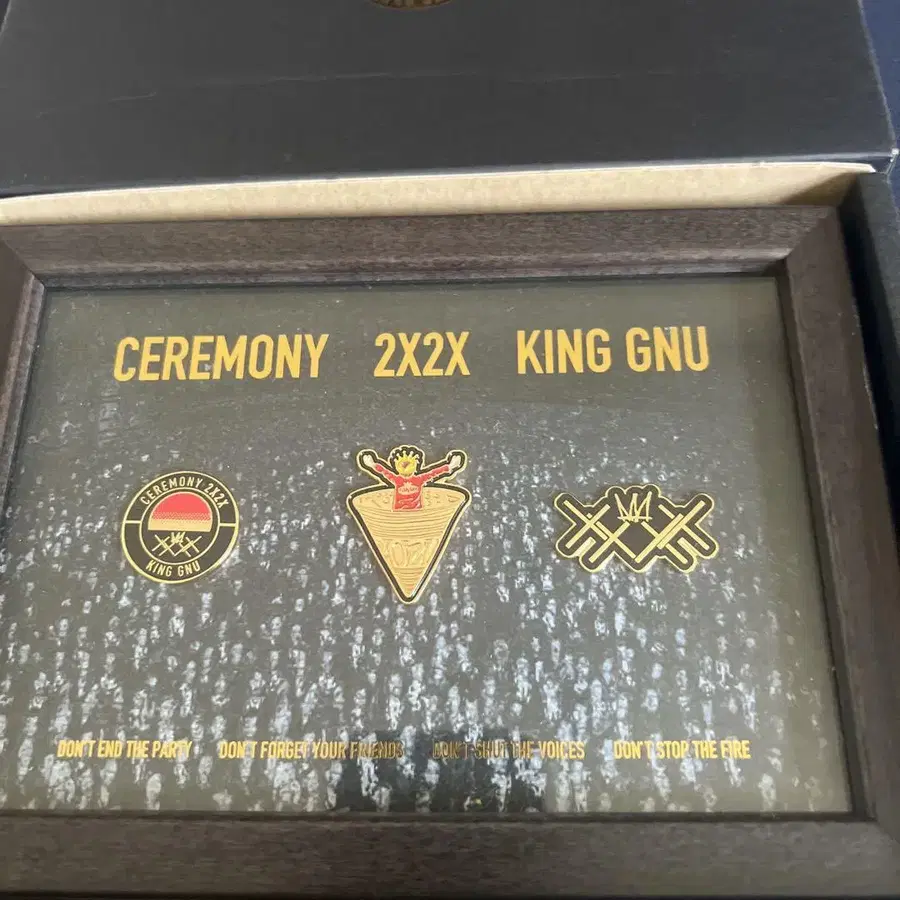 CEREMONY 2X2X KING GNU
CEREMONY 2X2X
KING GNU
DON'T END THE PARTY DON'T FORGET YOUR FRIENDS DON'T SHUT THE VOICES DON'T STOP THE FIRE